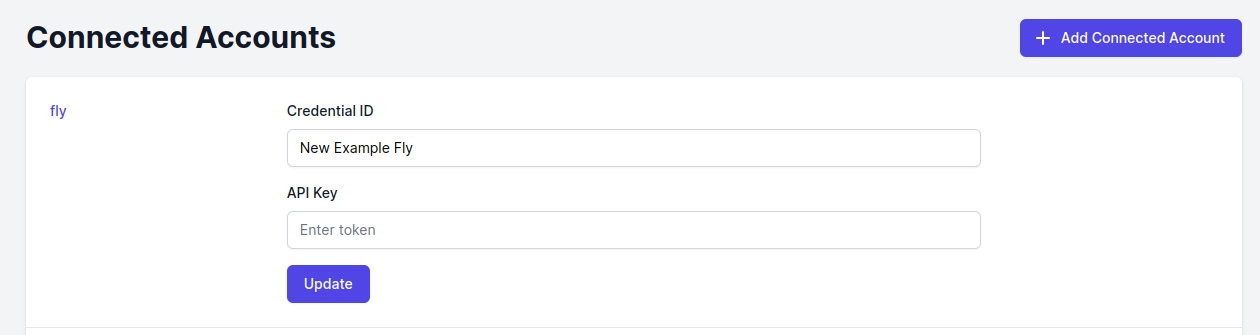 Connected Accounts
+ Add Connected Account
fly
Credential ID
New Example Fly
API Key
Enter token
Update